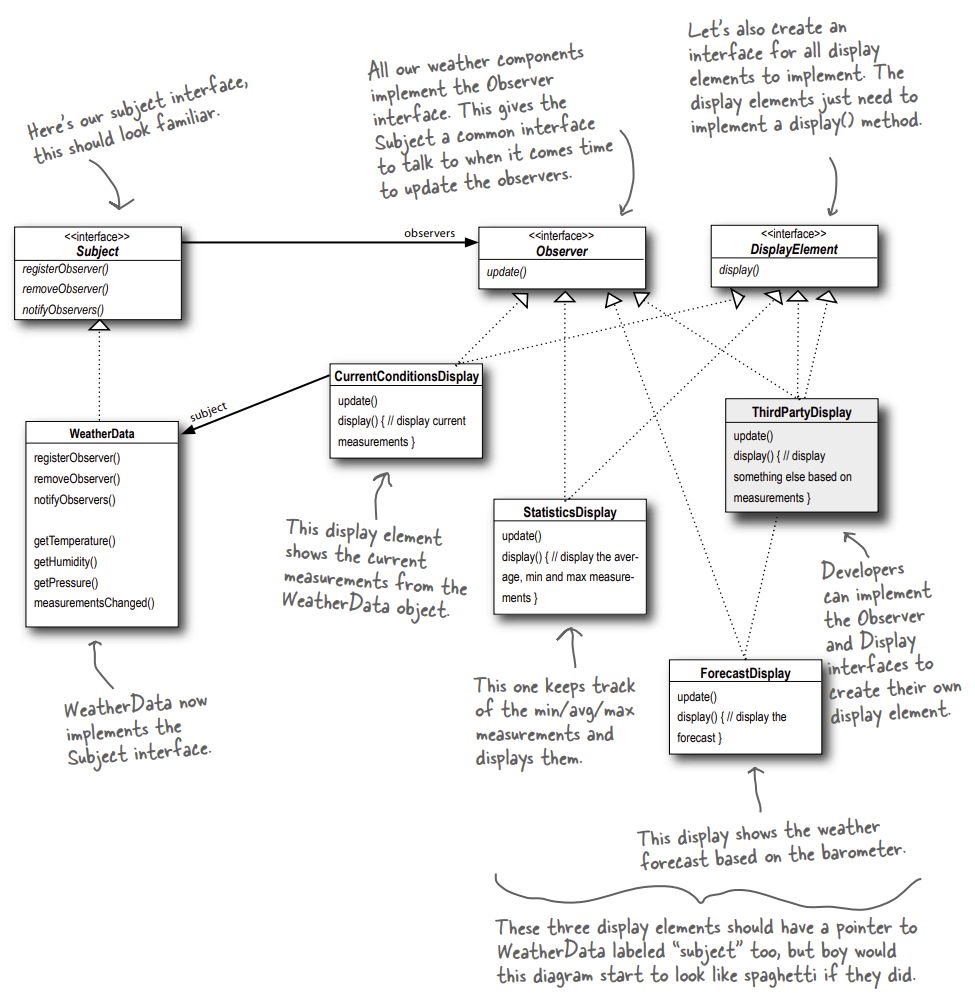 Here's our subject interface,
this should look familiar.
All our weather components
implement the Observer
interface. This gives the
Subject a common interface
to talk to when it comes time
to update the observers.
Let's also create an
interface for all display
elements to implement. The
display elements just need to
implement a display() method.
<<interface>>
Subject
registerObserver()
removeObserver()
notifyObservers()
observers
<<interface>>
Observer
update()
<<interface>>
DisplayElement
display()
subject
CurrentConditionsDisplay
update()
display() { // display current
measurements }
WeatherData
registerObserver()
removeObserver()
notifyObservers()
getTemperature()
getHumidity()
getPressure()
measurementsChanged()
ThirdPartyDisplay
update()
display() { // display
something else based on
measurements }
StatisticsDisplay
update()
display() { // display the aver-
age, min and max measure-
ments }
This display element
shows the current
measurements from the
WeatherData object.
Developers
can implement
the Observer
and Display
interfaces to
create their own
display element.
ForecastDisplay
update()
display() { // display the
forecast }
WeatherData now
implements the
Subject interface.
This one keeps track
of the min/avg/max
measurements and
displays them.
This display shows the weather
forecast based on the barometer.
These three display elements should have a pointer to
WeatherData labeled "subject" too, but boy would
this diagram start to look like spaghetti if they did.